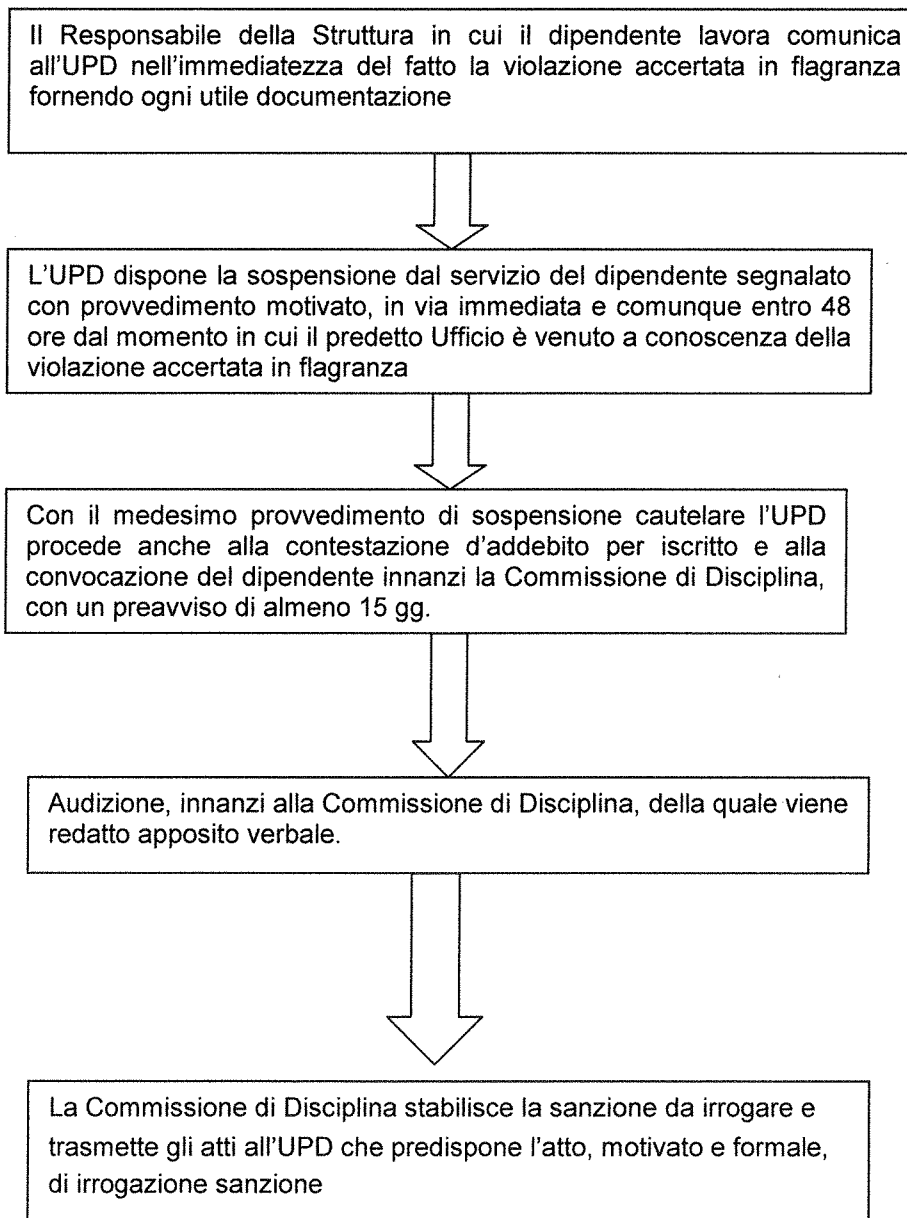 Il Responsabile della Struttura in cui il dipendente lavora comunica
all'UPD nell'immediatezza del fatto la violazione accertata in flagranza
fornendo ogni utile documentazione
L'UPD dispone la sospensione dal servizio del dipendente segnalato
con provvedimento motivato, in via immediata e comunque entro 48
ore dal momento in cui il predetto Ufficio è venuto a conoscenza della
violazione accertata in flagranza
Con il medesimo provvedimento di sospensione cautelare l'UPD
procede anche alla contestazione d'addebito per iscritto e alla
convocazione del dipendente innanzi la Commissione di Disciplina,
con un preavviso di almeno 15 gg.
Audizione, innanzi alla Commissione di Disciplina, della quale viene
redatto apposito verbale.
La Commissione di Disciplina stabilisce la sanzione da irrogare e
trasmette gli atti all'UPD che predispone l'atto, motivato e formale,
di irrogazione sanzione